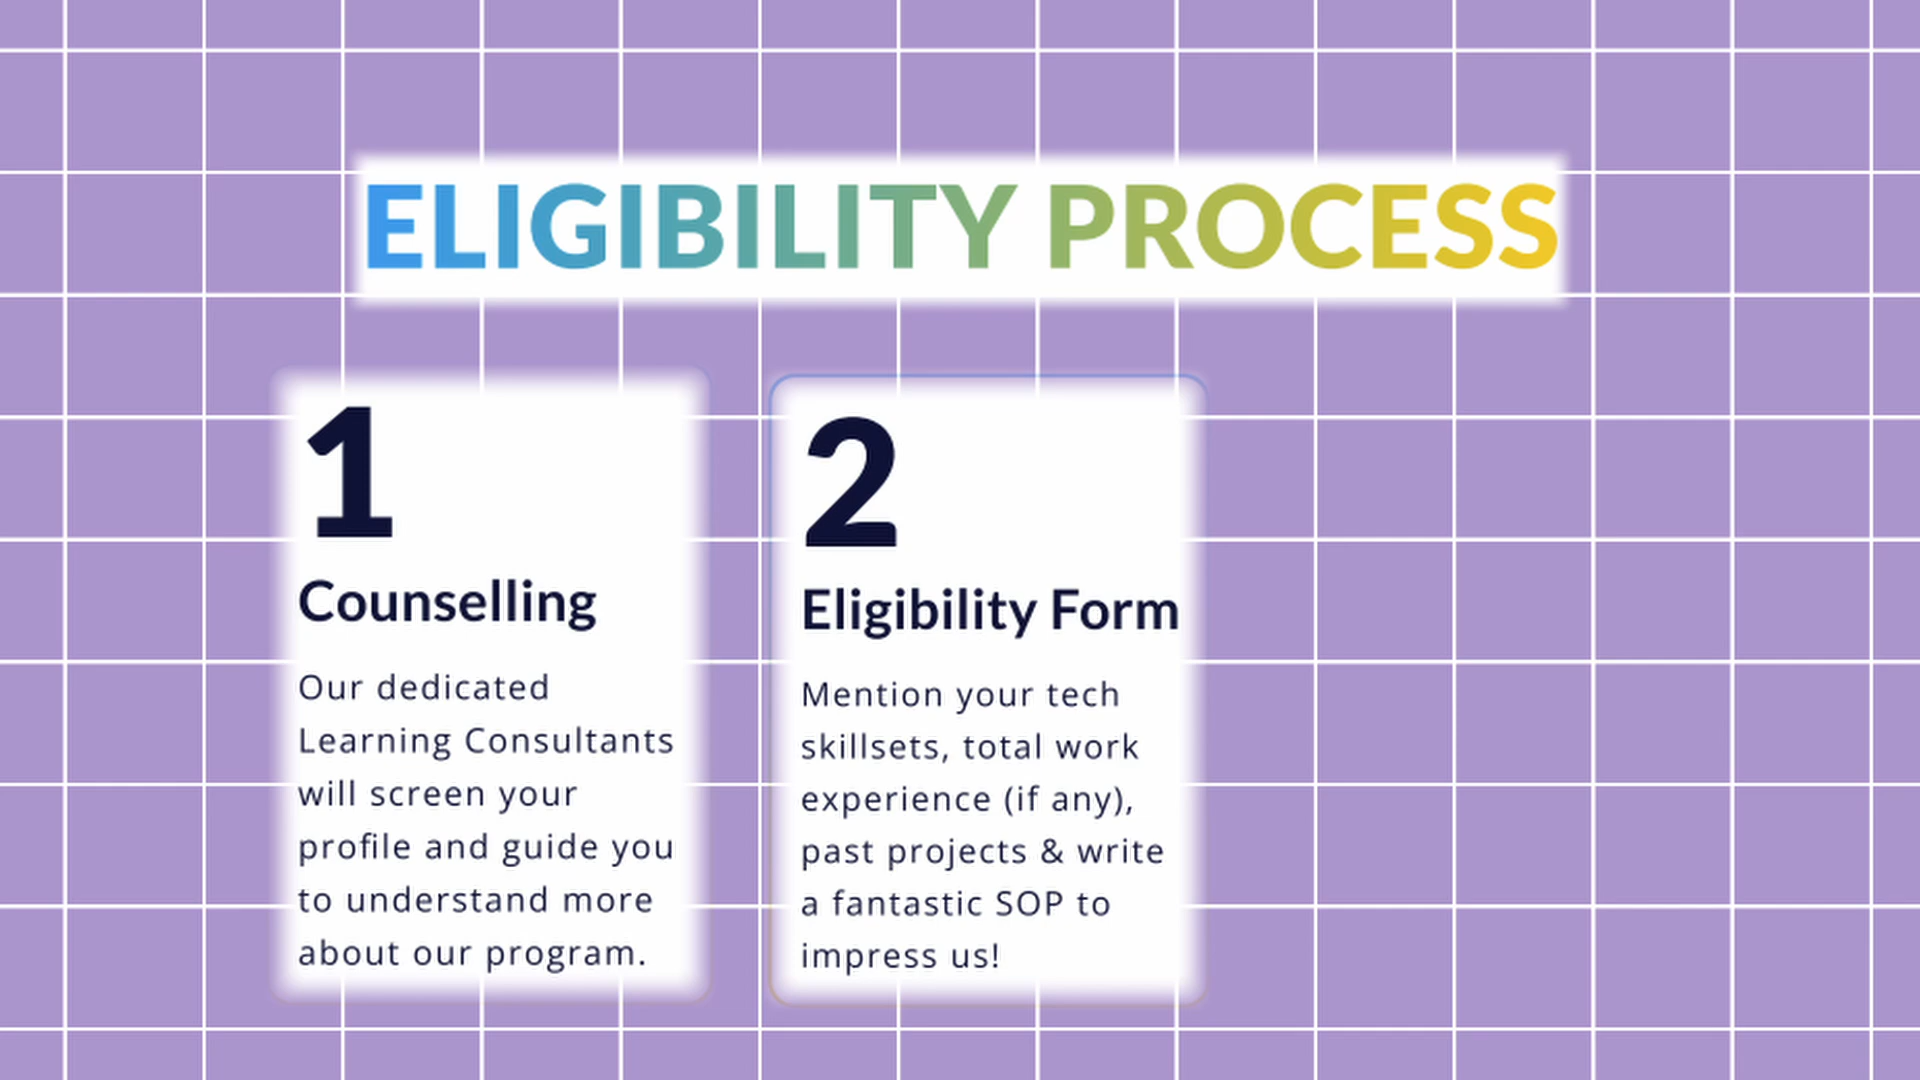 ELIGIBILITY PROCESS
1
Counselling
Our dedicated
Learning Consultants
will screen your
profile and guide you
to understand more
about our program.
2
Eligibility Form
Mention your tech
skillsets, total work
experience (if any),
past projects & write
a fantastic SOP to
impress us!